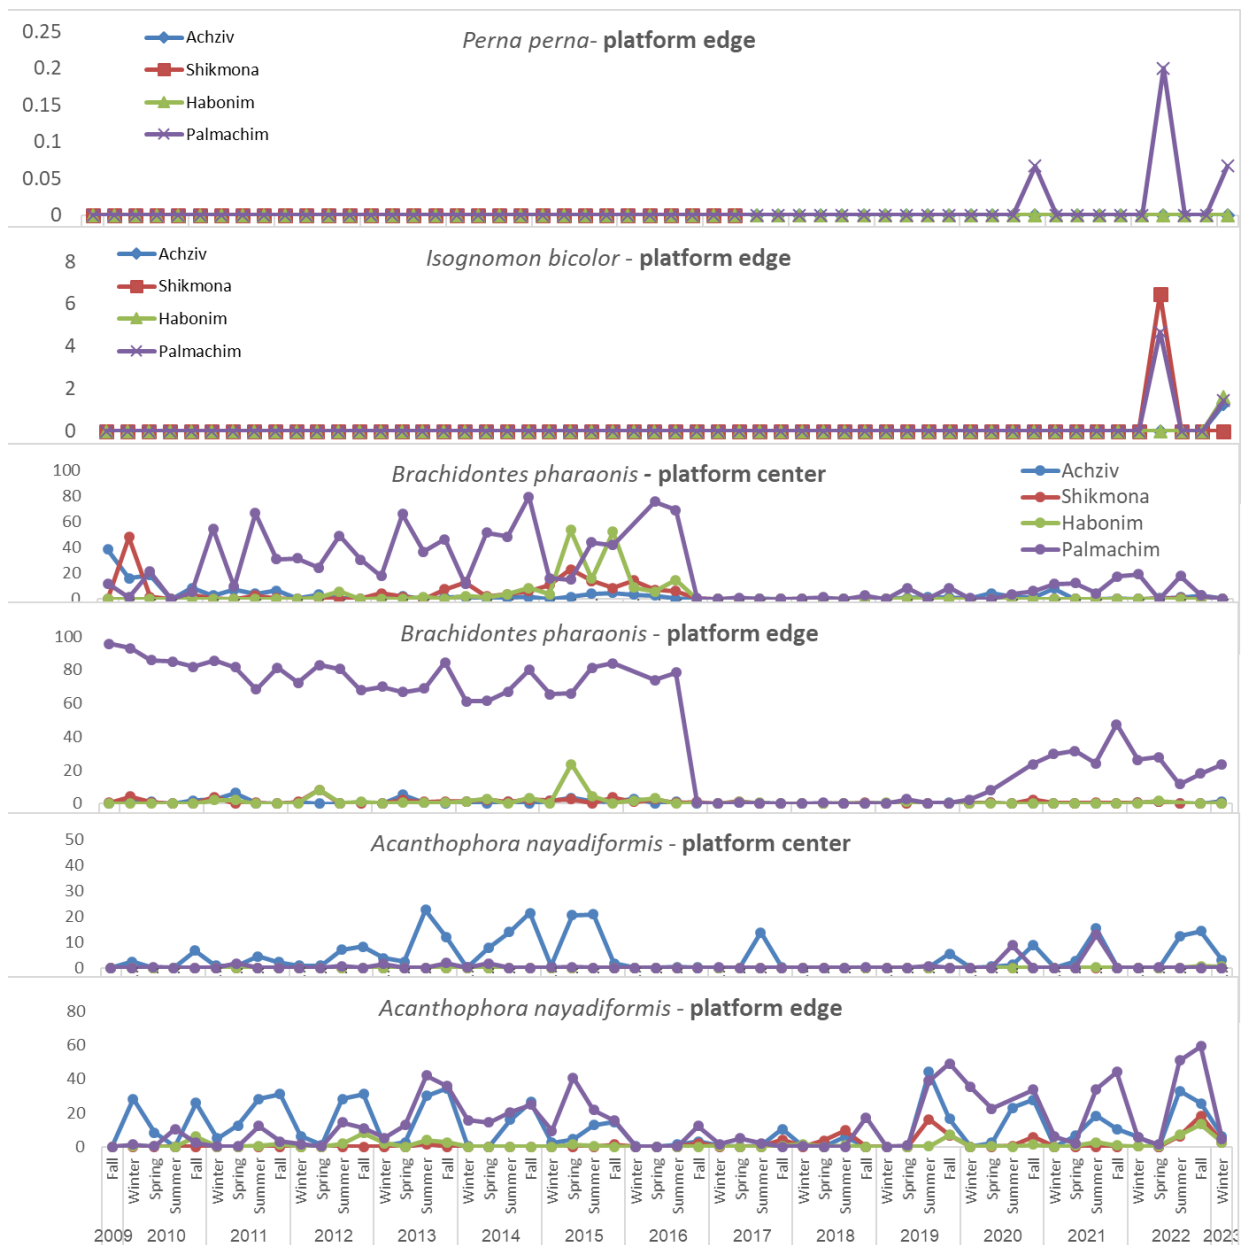 Perna perna- platform edge
0.25
0.2
0.15
0.1
0.05
0
Achziv
Shikmona
Habonim
Palmachim
Isognomon bicolor - platform edge
8
6
4
2
0
Achziv
Shikmona
Habonim
Palmachim
Brachidontes pharaonis - platform center
100
80
60
40
20
0
Achziv
Shikmona
Habonim
Palmachim
Brachidontes pharaonis - platform edge
100
80
60
40
20
0
Acanthophora nayadiformis - platform center
50
40
30
20
10
0
Acanthophora nayadiformis - platform edge
80
60
40
20
0
Fall Winter Spring Summer Fall Winter Spring Summer Fall Winter Spring Summer Fall Winter Spring Summer Fall Winter Spring Summer Fall Winter Spring Summer Fall Winter Spring Summer Fall Winter Spring Summer Fall Winter Spring Summer Fall Winter Spring Summer Fall Winter Spring Summer Fall Winter Spring Summer Fall Winter Spring Summer Fall Winter
2009 2010 2011 2012 2013 2014 2015 2016 2017 2018 2019 2020 2021 2022 2023